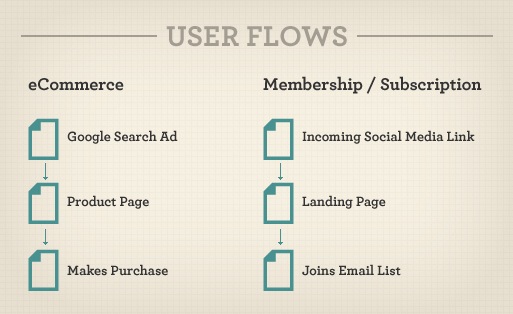 USER FLOWS
eCommerce
Google Search Ad
Product Page
Makes Purchase
Membership / Subscription
Incoming Social Media Link
Landing Page
Joins Email List